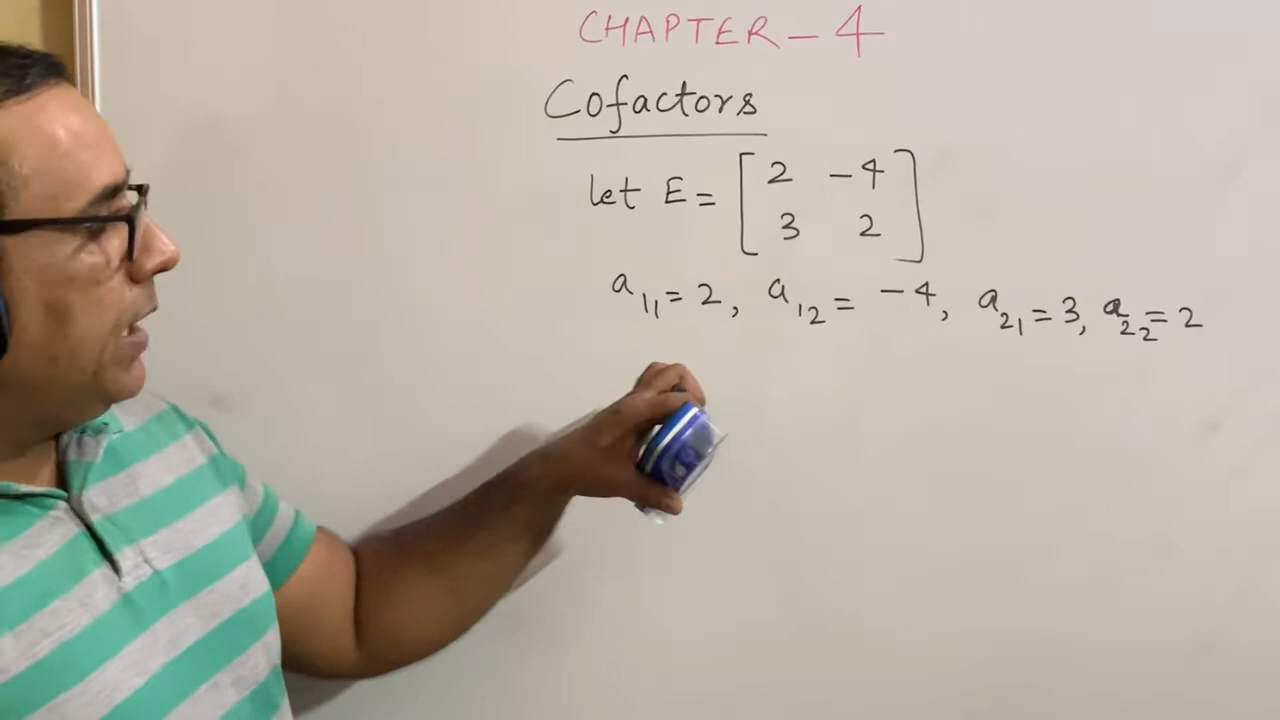 CHAPTER - 4
Cofactors
let E = [ 2 -4
3 2 ]
a₁₁ = 2, a₁₂ = -4, a₂₁ = 3, a₂₂ = 2